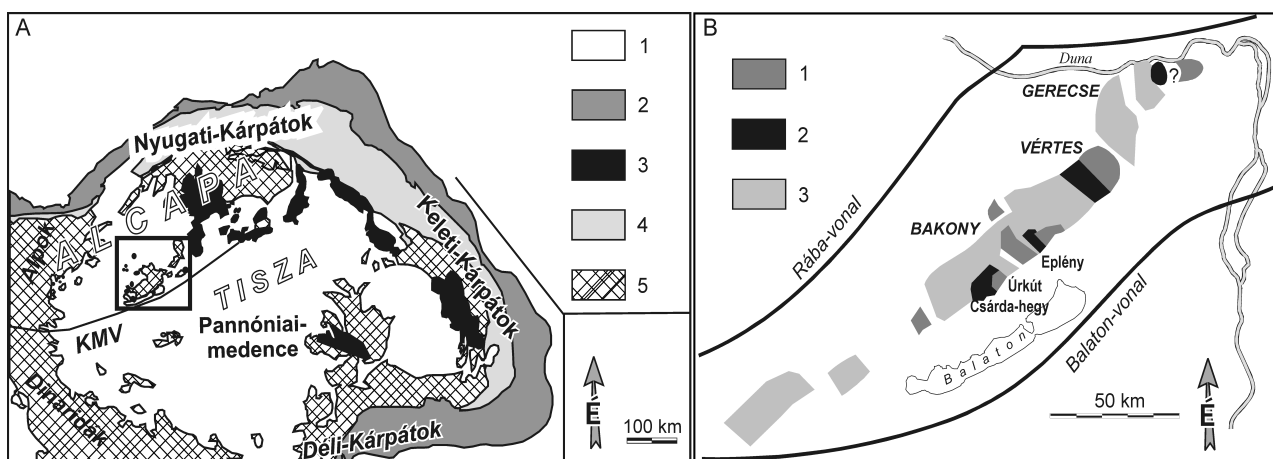 A
1
2
3
4
5
Nyugati-Kárpátok
ALCAPA
Alpok
Keleti-Kárpátok
TISZA
KMV
Pannóniai-
medence
Dinaridák
Déli-Kárpátok
É
100 km
B
1
2
3
Duna
GERECSE
?
VÉRTES
BAKONY
Rába-vonal
Eplény
Úrkút
Csárda-hegy
Balaton
Balaton-vonal
50 km
É